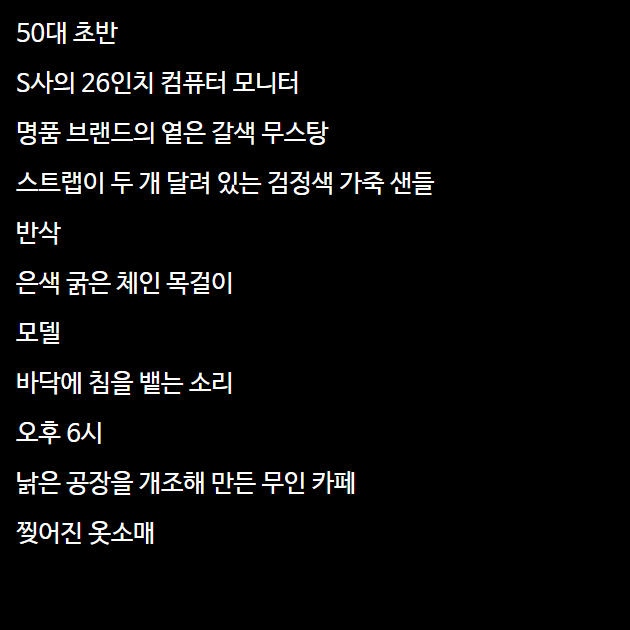 50대 초반
S사의 26인치 컴퓨터 모니터
명품 브랜드의 옅은 갈색 무스탕
스트랩이 두 개 달려 있는 검정색 가죽 샌들
반삭
은색 굵은 체인 목걸이
모델
바닥에 침을 뱉는 소리
오후 6시
낡은 공장을 개조해 만든 무인 카페
찢어진 옷소매